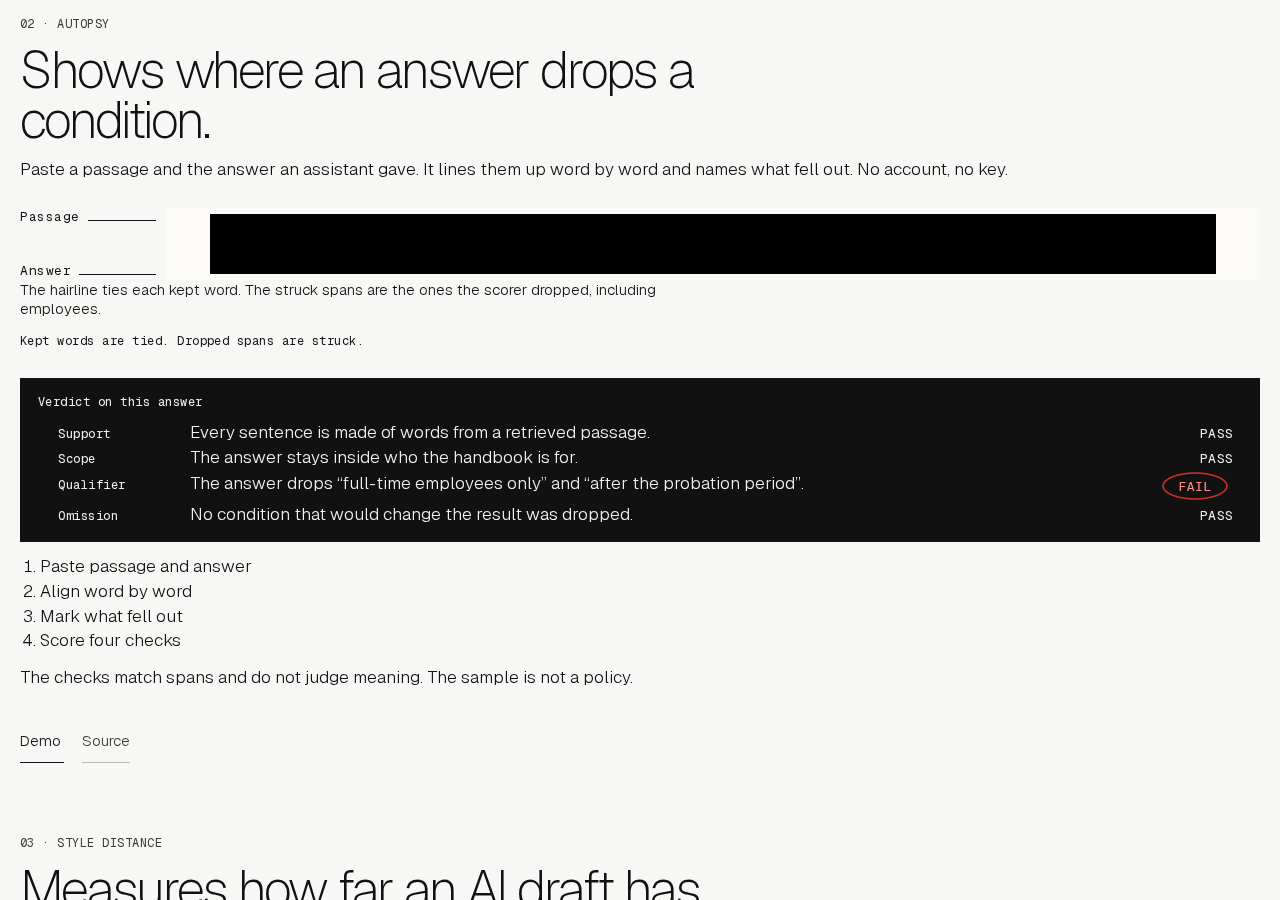 02 · AUTOPSY
Shows where an answer drops a
condition.
Paste a passage and the answer an assistant gave. It lines them up word by word and names what fell out. No account, no key.
Passage
Answer
The hairline ties each kept word. The struck spans are the ones the scorer dropped, including
employees.
Kept words are tied. Dropped spans are struck.
Verdict on this answer
Support Every sentence is made of words from a retrieved passage. PASS
Scope The answer stays inside who the handbook is for. PASS
Qualifier The answer drops “full-time employees only” and “after the probation period”. FAIL
Omission No condition that would change the result was dropped. PASS
1. Paste passage and answer
2. Align word by word
3. Mark what fell out
4. Score four checks
The checks match spans and do not judge meaning. The sample is not a policy.
Demo Source
03 · STYLE DISTANCE
Measures how far an AI draft has